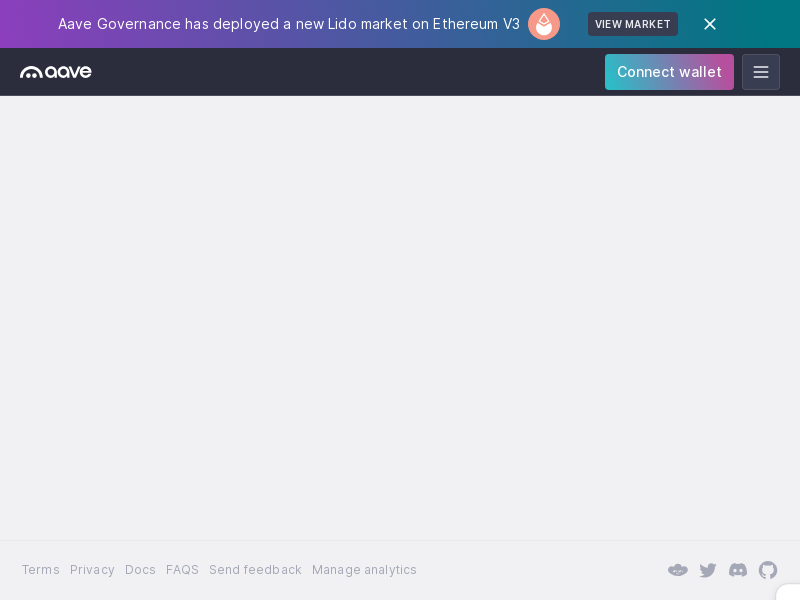 Aave Governance has deployed a new Lido market on Ethereum V3
VIEW MARKET
aave
Connect wallet
Terms Privacy Docs FAQS Send feedback Manage analytics